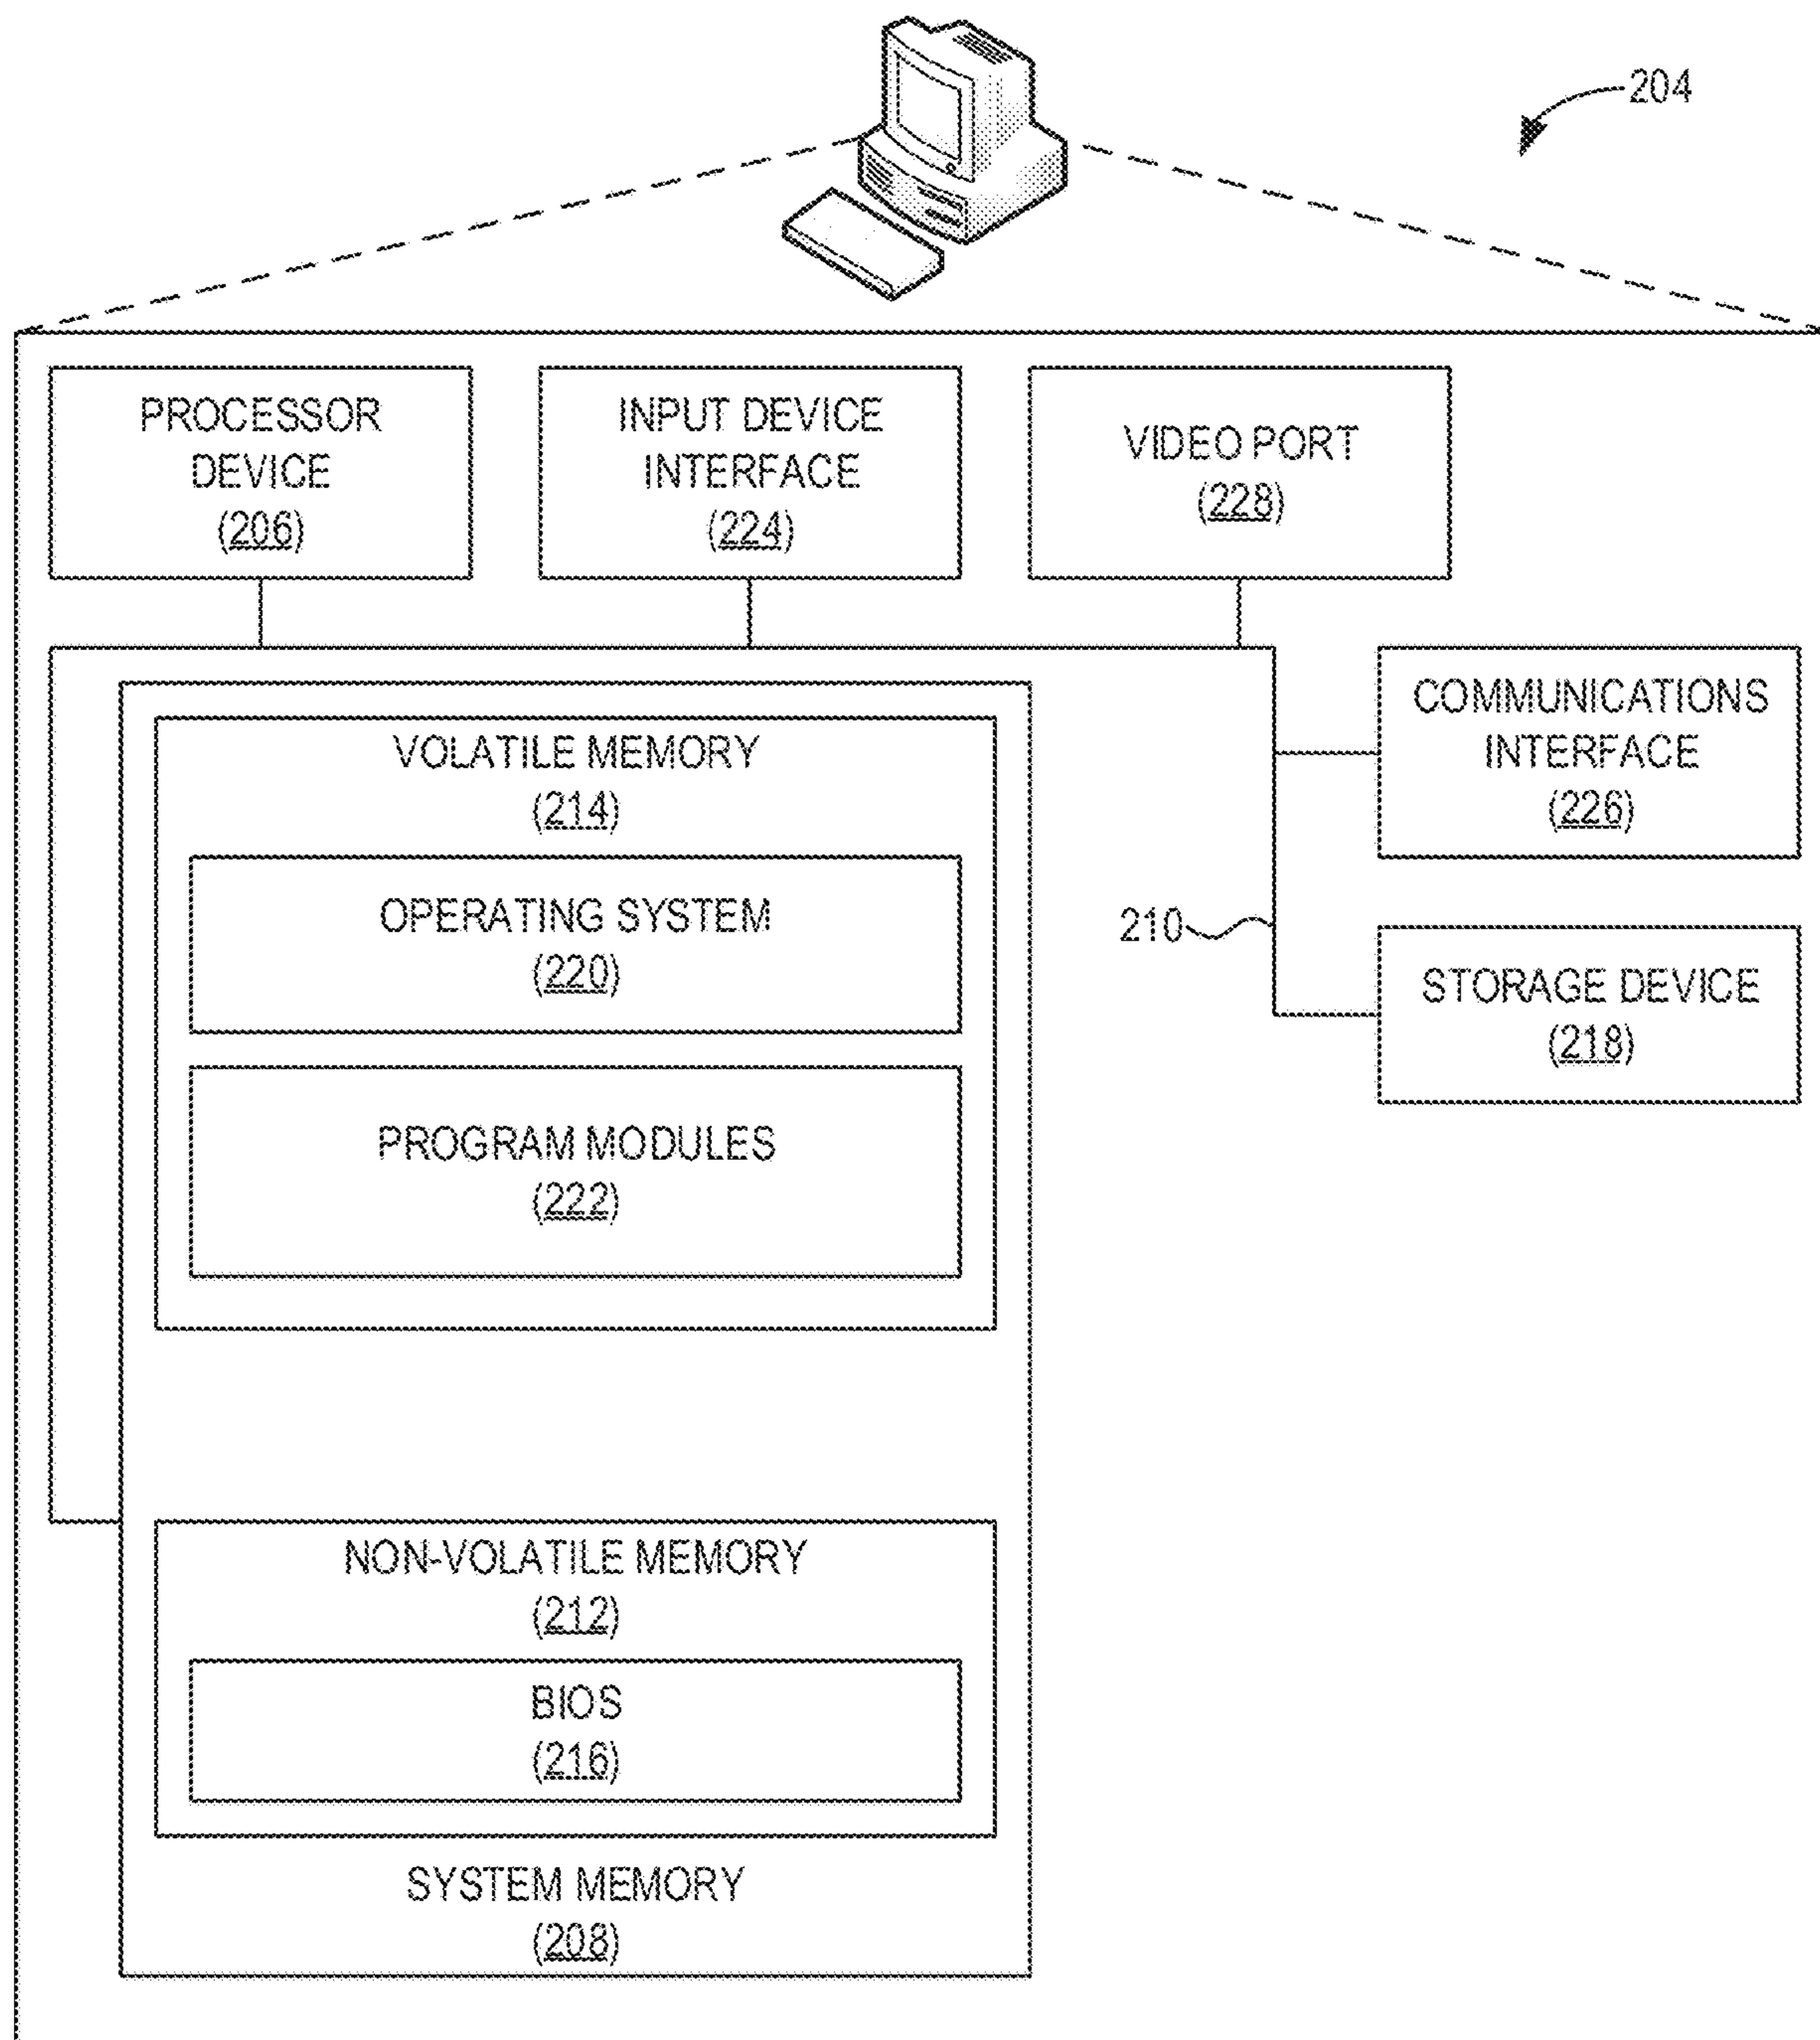 204
PROCESSOR
DEVICE
(206)
INPUT DEVICE
INTERFACE
(224)
VIDEO PORT
(228)
VOLATILE MEMORY
(214)
OPERATING SYSTEM
(220)
PROGRAM MODULES
(222)
COMMUNICATIONS
INTERFACE
(226)
210
STORAGE DEVICE
(218)
NON-VOLATILE MEMORY
(212)
BIOS
(216)
SYSTEM MEMORY
(208)